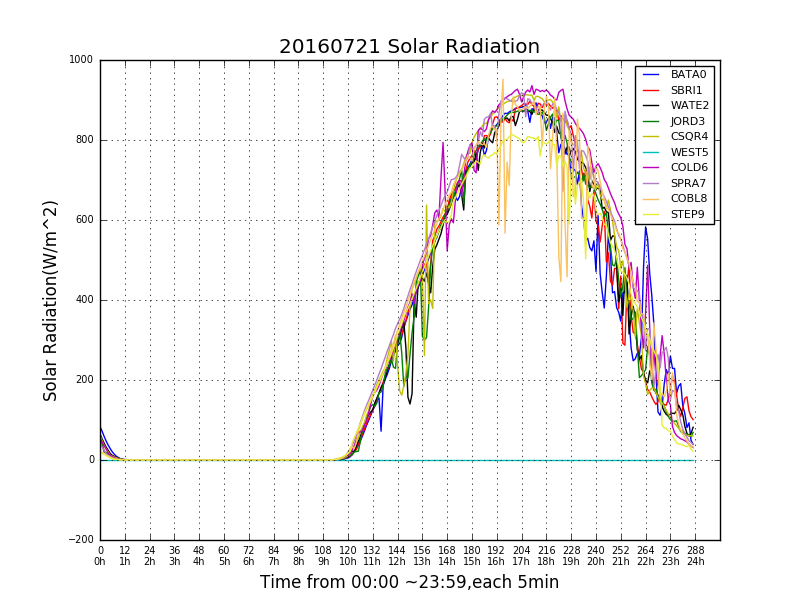 20160721 Solar Radiation
1000
800
600
400
200
0
−200
Solar Radiation(W/m^2)
BATA0
SBRI1
WATE2
JORD3
CSQR4
WEST5
COLD6
SPRA7
COBL8
STEP9
0 12 24 36 48 60 72 84 96 108 120 132 144 156 168 180 192 204 216 228 240 252 264 276 288
0h 1h 2h 3h 4h 5h 6h 7h 8h 9h 10h 11h 12h 13h 14h 15h 16h 17h 18h 19h 20h 21h 22h 23h 24h
Time from 00:00 ~23:59,each 5min